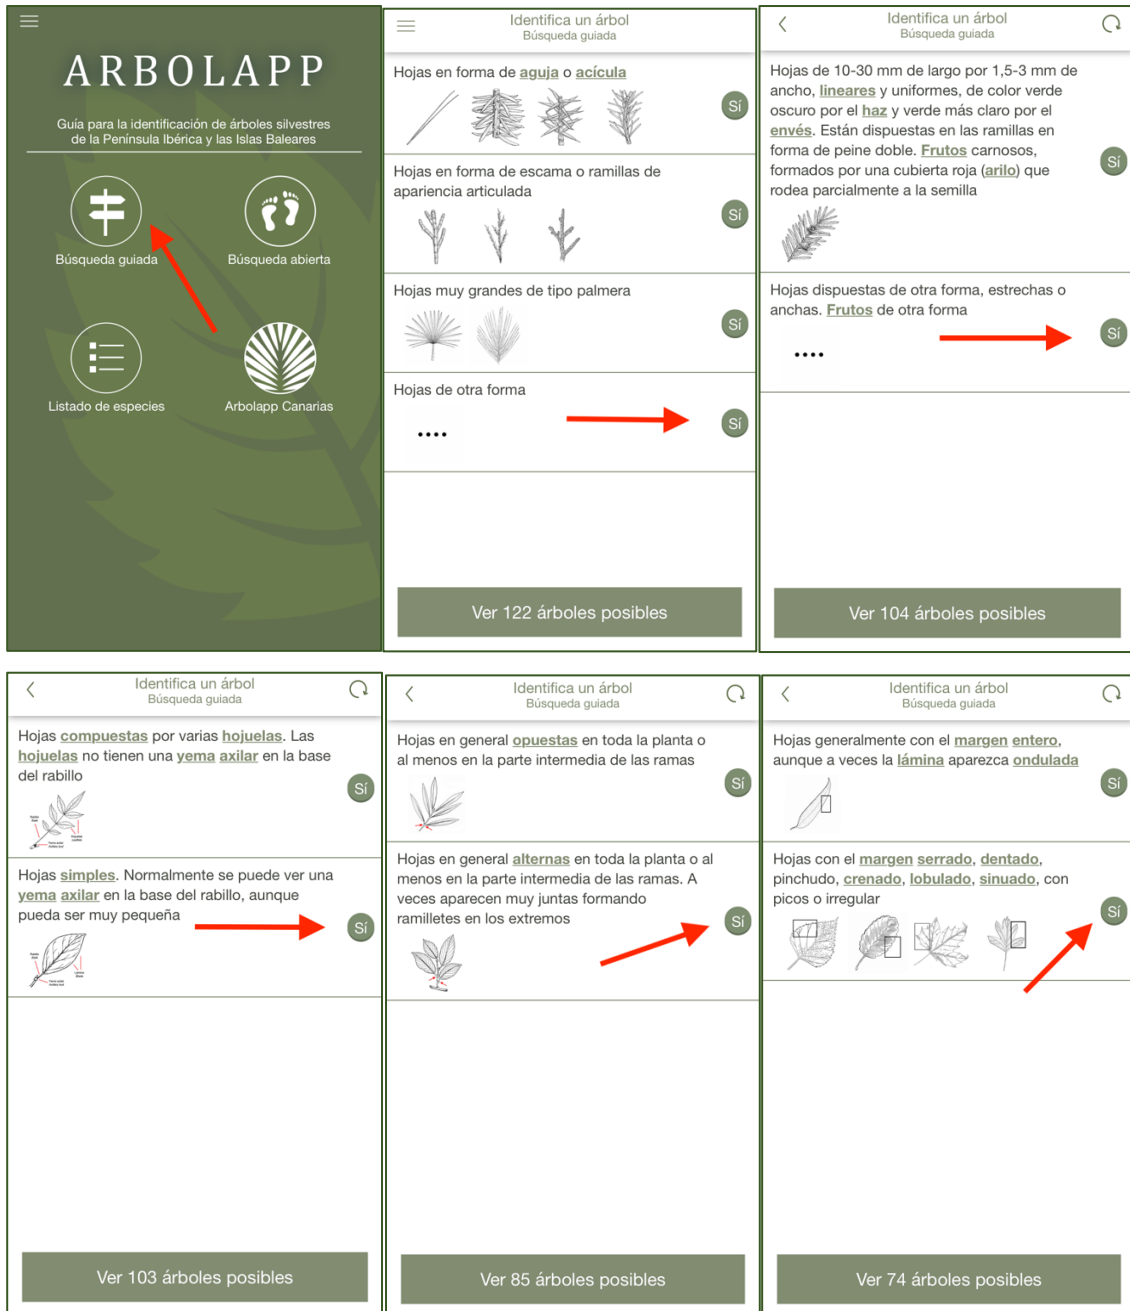 ARBOLAPP
Guía para la identificación de árboles silvestres
de la Península Ibérica y las Islas Baleares
Búsqueda guiada
Búsqueda abierta
Listado de especies
Arbolapp Canarias
Identifica un árbol
Búsqueda guiada
Hojas en forma de aguja o acícula
Sí
Hojas en forma de escama o ramillas de
apariencia articulada
Sí
Hojas muy grandes de tipo palmera
Sí
Hojas de otra forma
....
Sí
Ver 122 árboles posibles
Identifica un árbol
Búsqueda guiada
Hojas de 10-30 mm de largo por 1,5-3 mm de
ancho, lineares y uniformes, de color verde
oscuro por el haz y verde más claro por el
envés. Están dispuestas en las ramillas en
forma de peine doble. Frutos carnosos,
formados por una cubierta roja (arilo) que
rodea parcialmente a la semilla
Sí
Hojas dispuestas de otra forma, estrechas o
anchas. Frutos de otra forma
....
Sí
Ver 104 árboles posibles
Identifica un árbol
Búsqueda guiada
Hojas compuestas por varias hojuelas. Las
hojuelas no tienen una yema axilar en la base
del rabillo
Sí
Hojas simples. Normalmente se puede ver una
yema axilar en la base del rabillo, aunque
pueda ser muy pequeña
Sí
Ver 103 árboles posibles
Identifica un árbol
Búsqueda guiada
Hojas en general opuestas en toda la planta o
al menos en la parte intermedia de las ramas
Sí
Hojas en general alternas en toda la planta o al
menos en la parte intermedia de las ramas. A
veces aparecen muy juntas formando
ramilletes en los extremos
Sí
Ver 85 árboles posibles
Identifica un árbol
Búsqueda guiada
Hojas generalmente con el margen entero,
aunque a veces la lámina aparezca ondulada
Sí
Hojas con el margen serrado, dentado,
pinchudo, crenado, lobulado, sinuado, con
picos o irregular
Sí
Ver 74 árboles posibles